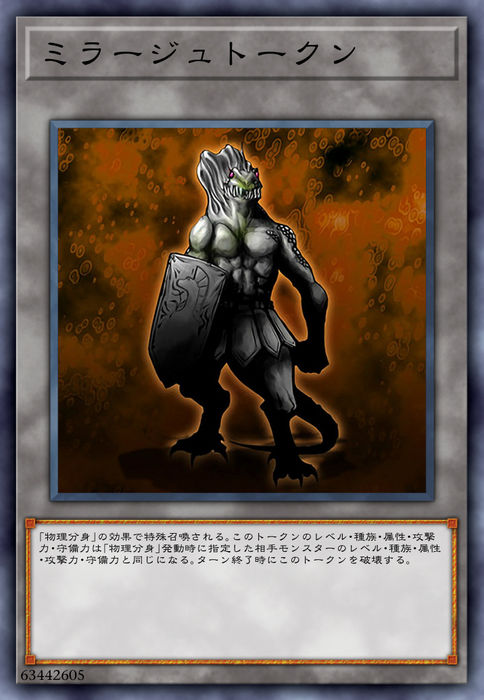 ミラージュトークン
「物理分身」の効果で特殊召喚される。このトークンのレベル・種族・属性・攻撃
力・守備力は「物理分身」発動時に指定した相手モンスターのレベル・種族・属性
・攻撃力・守備力と同じになる。ターン終了時にこのトークンを破壊する。
63442605